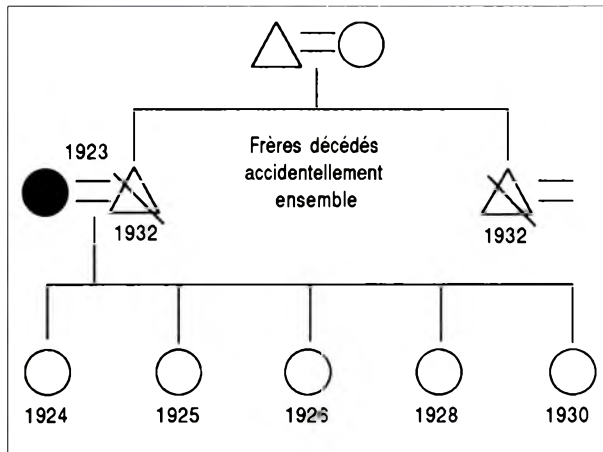 Frères décédés
accidentellement
ensemble
1923
1932
1932
1924 1925 1926 1928 1930